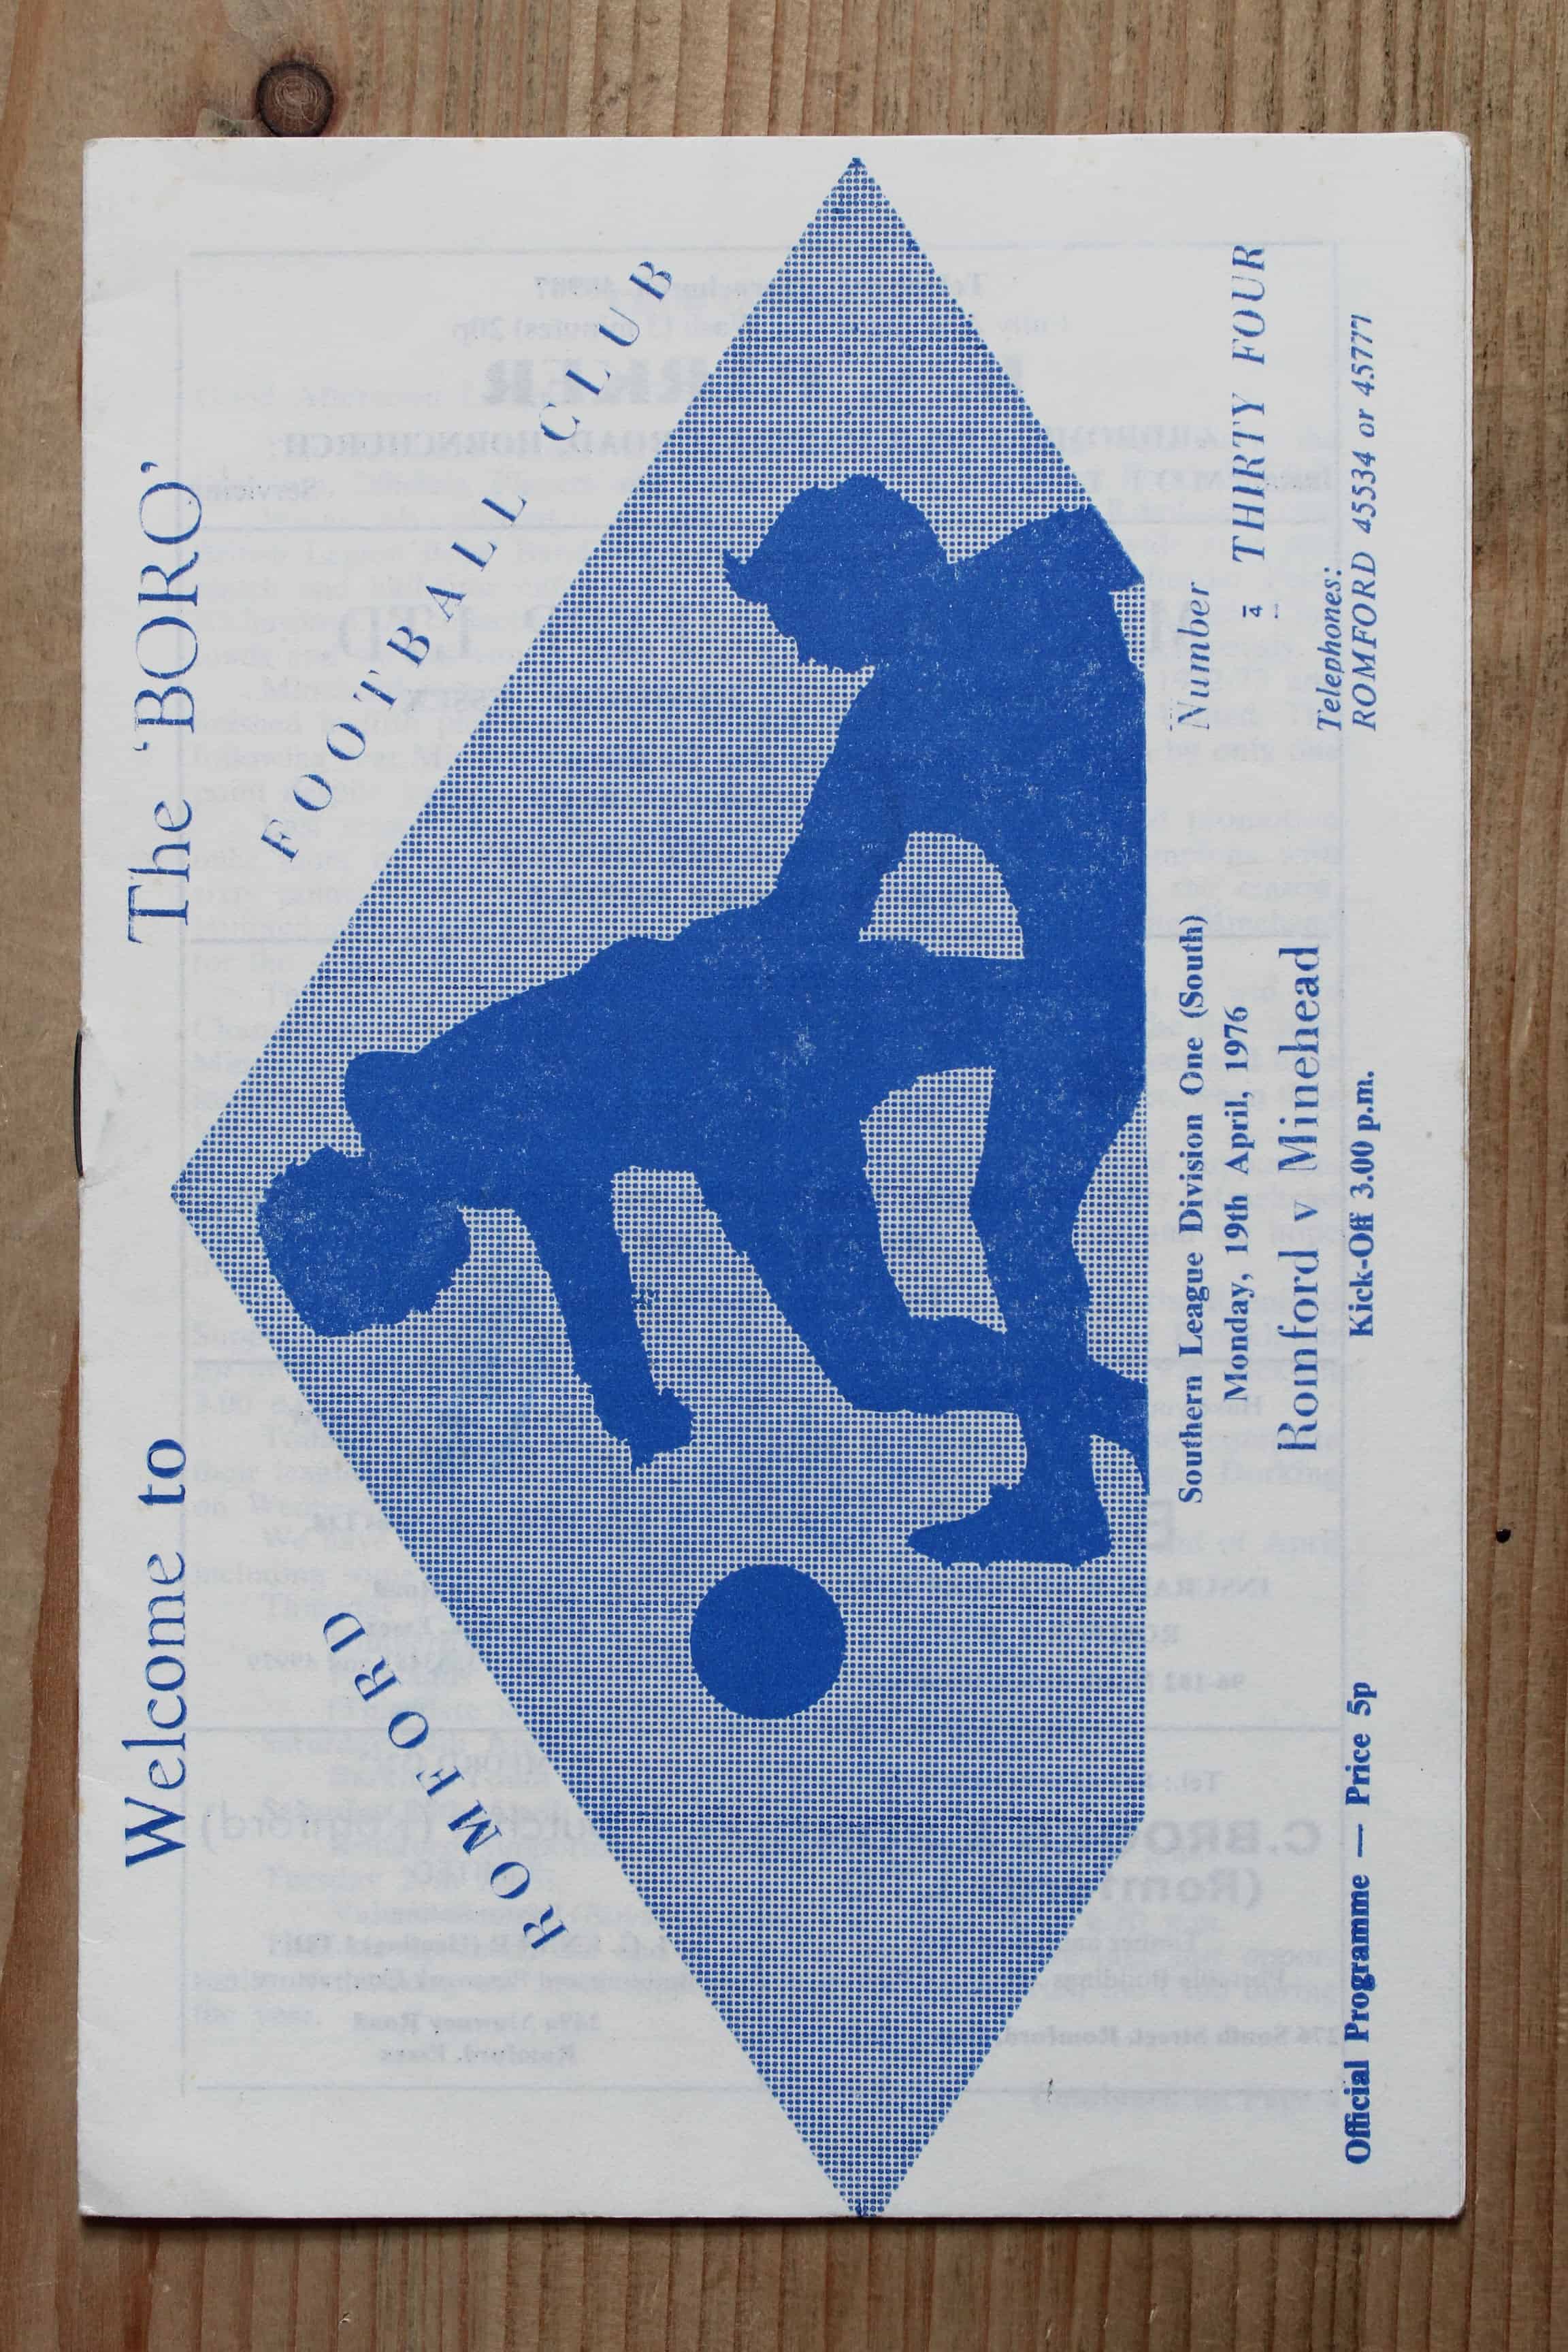 Welcome to The 'BORO'
ROMFORD FOOTBALL CLUB
Southern League Division One (South)
Monday, 19th April, 1976
Romford v Minehead
Kick-Off 3.00 p.m.
Number
THIRTY FOUR
Telephones:
ROMFORD 45534 or 45777
Official Programme — Price 5p